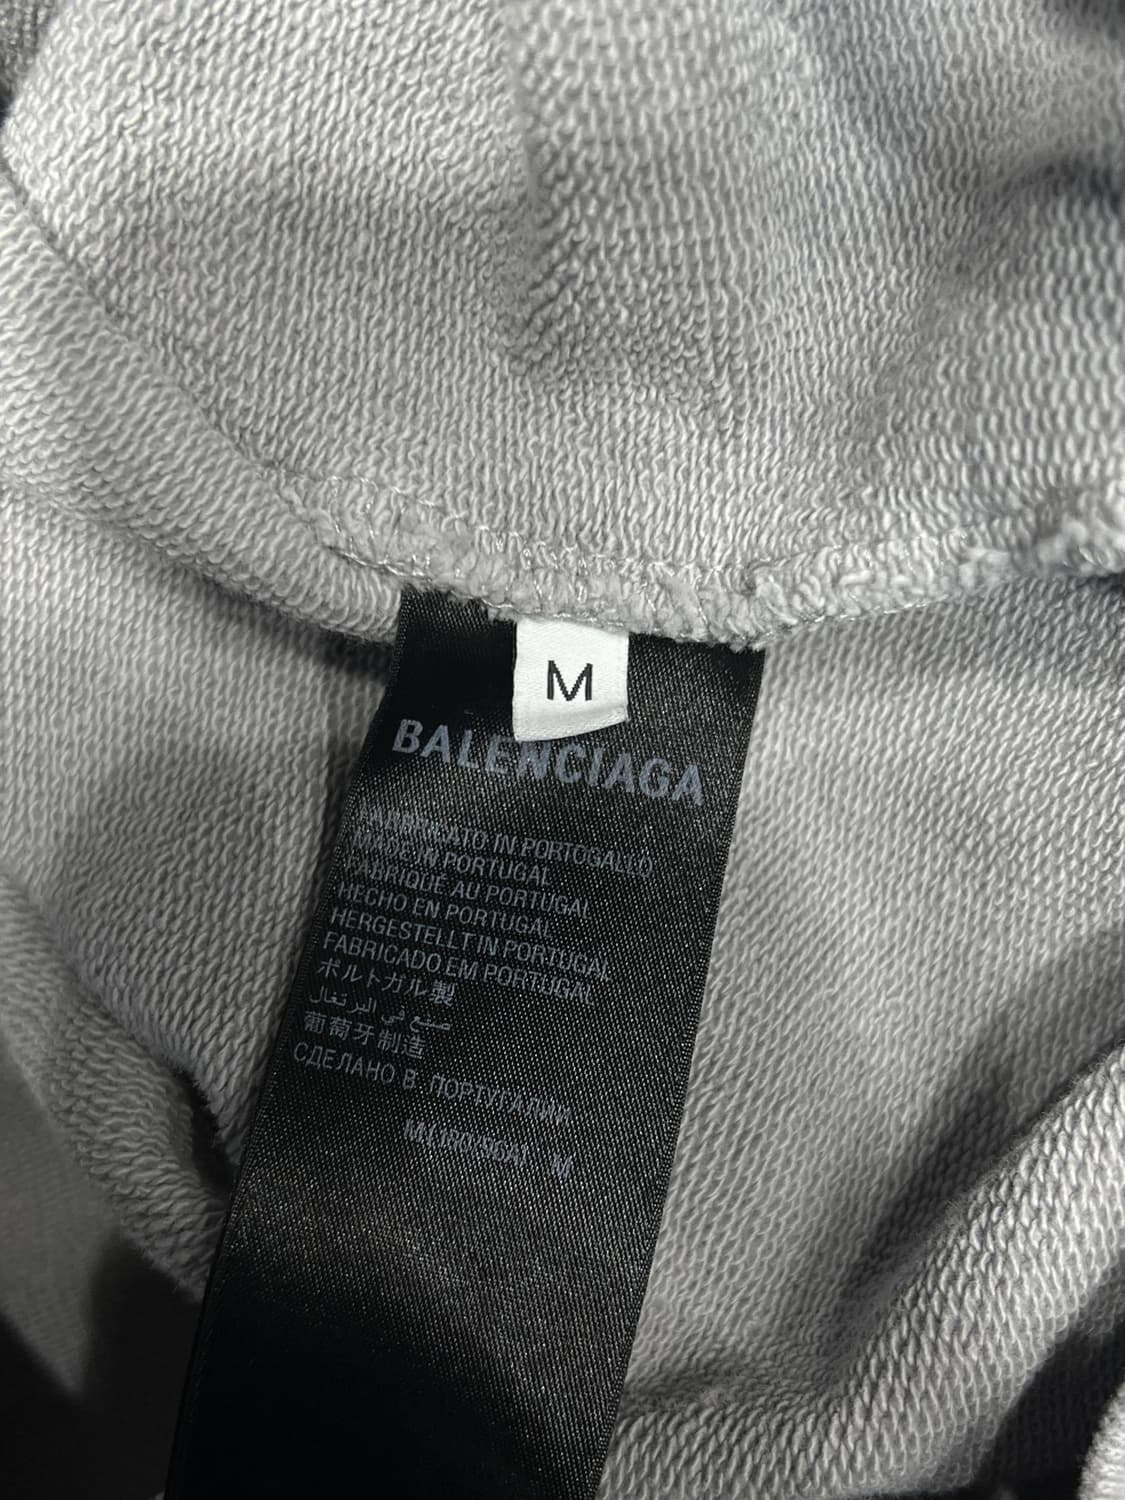 M
BALENCIAGA
FABBRICATO IN PORTOGALLO
MADE IN PORTUGAL
FABRIQUÉ AU PORTUGAL
HECHO EN PORTUGAL
HERGESTELLT IN PORTUGAL
FABRICADO EM PORTUGAL
ポルトガル製
صنع في البرتغال
葡萄牙制造
СДЕЛАНО В ПОРТУГАЛИИ
M